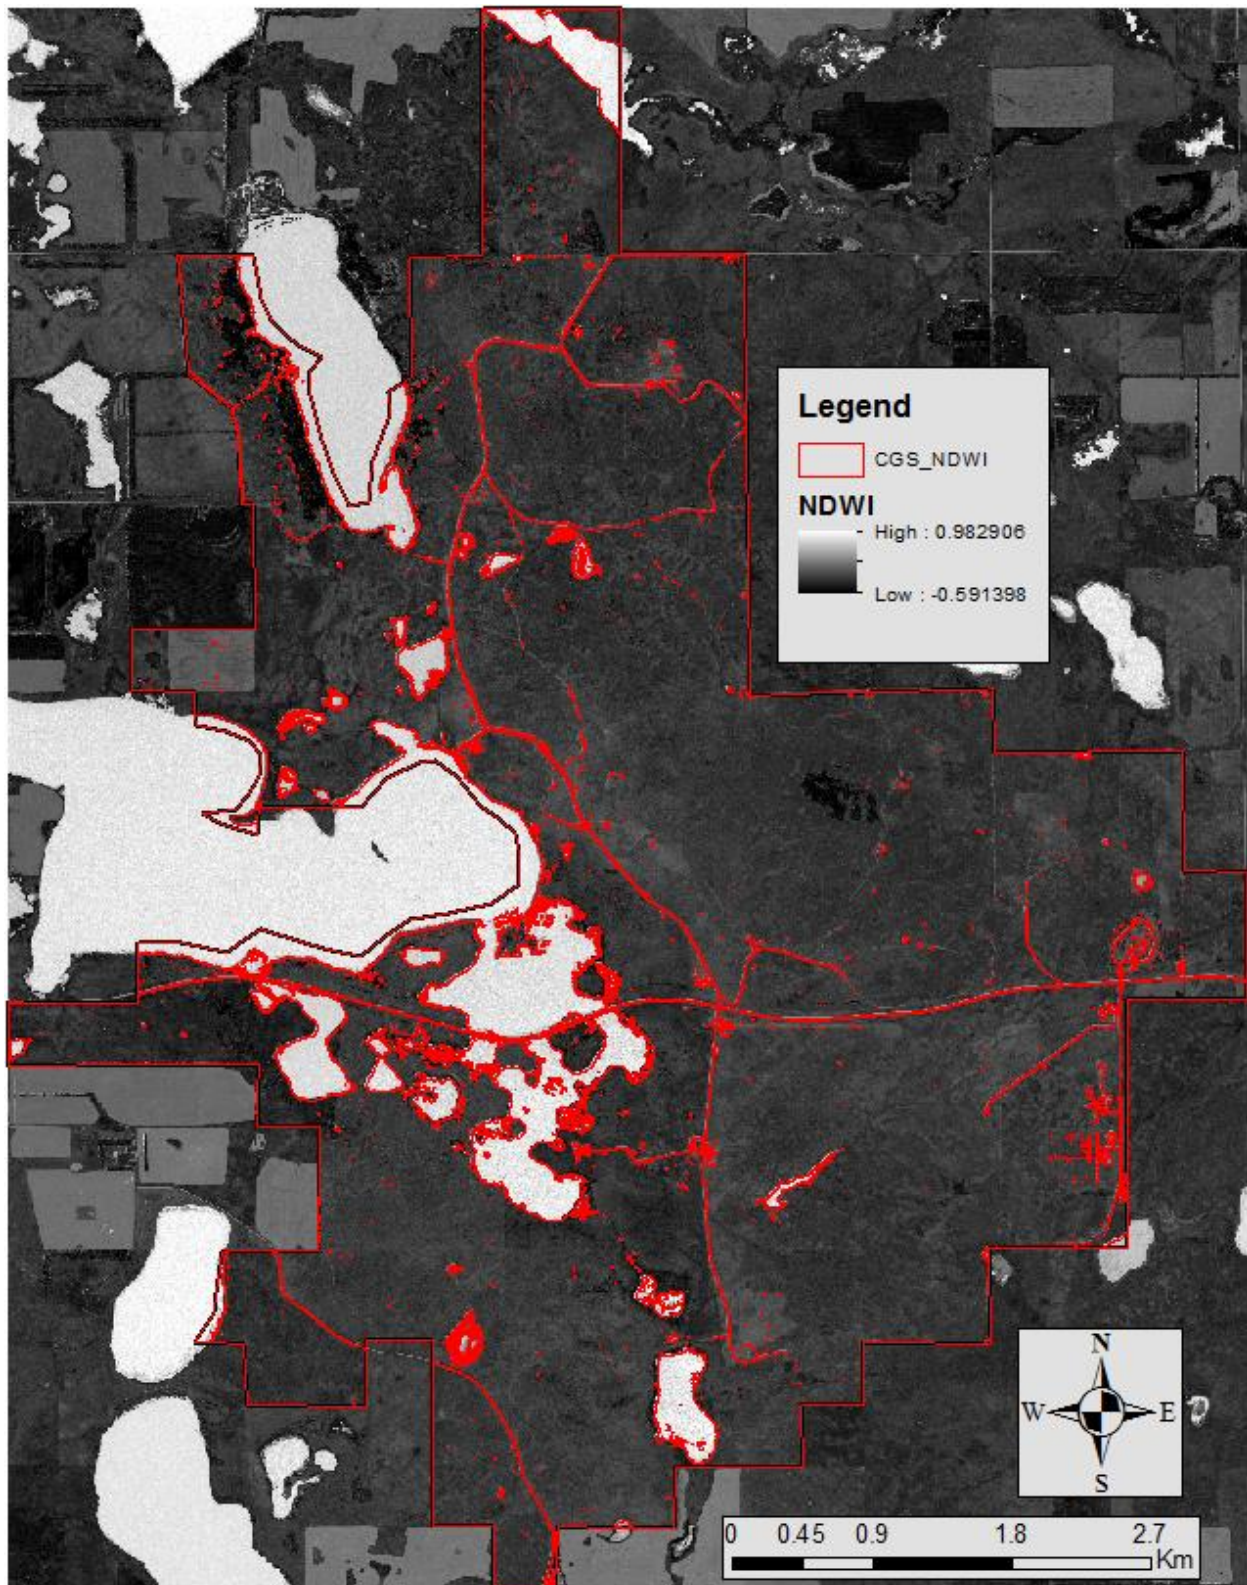 Legend
CGS_NDWI
NDWI
High : 0.982906
Low : -0.591398
N
W E
S
0 0.45 0.9 1.8 2.7
Km